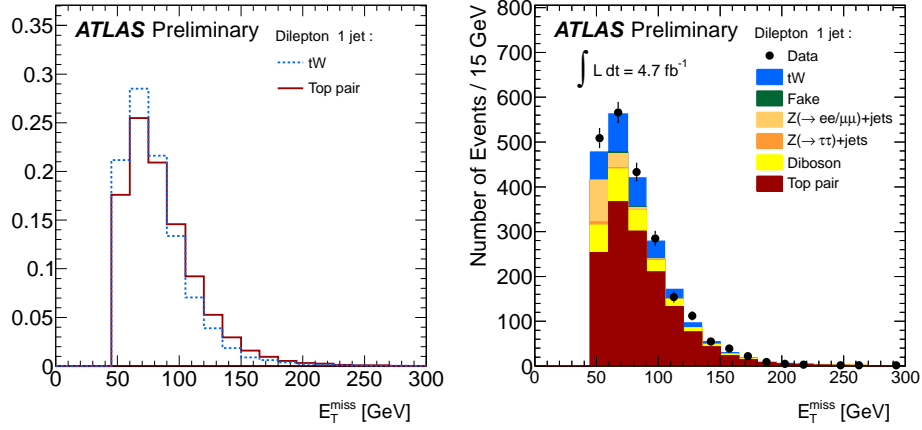 ATLAS Preliminary
Dilepton 1 jet :
tW
Top pair
0.35
0.3
0.25
0.2
0.15
0.1
0.05
0
0 50 100 150 200 250 300
E_T^miss [GeV]
ATLAS Preliminary
∫ L dt = 4.7 fb⁻¹
Dilepton 1 jet :
Data
tW
Fake
Z(→ ee/μμ)+jets
Z(→ ττ)+jets
Diboson
Top pair
Number of Events / 15 GeV
800
700
600
500
400
300
200
100
0
0 50 100 150 200 250 300
E_T^miss [GeV]